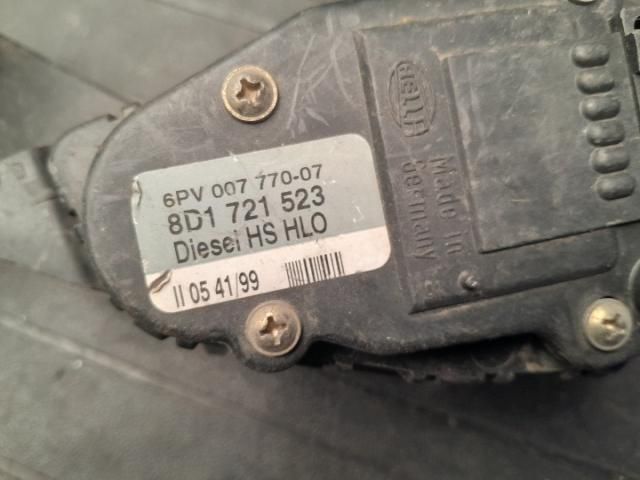 6PV 007 770-07
8D1 721 523
Diesel HS HLO
II 05 41/99
HELLA
Made in
Germany